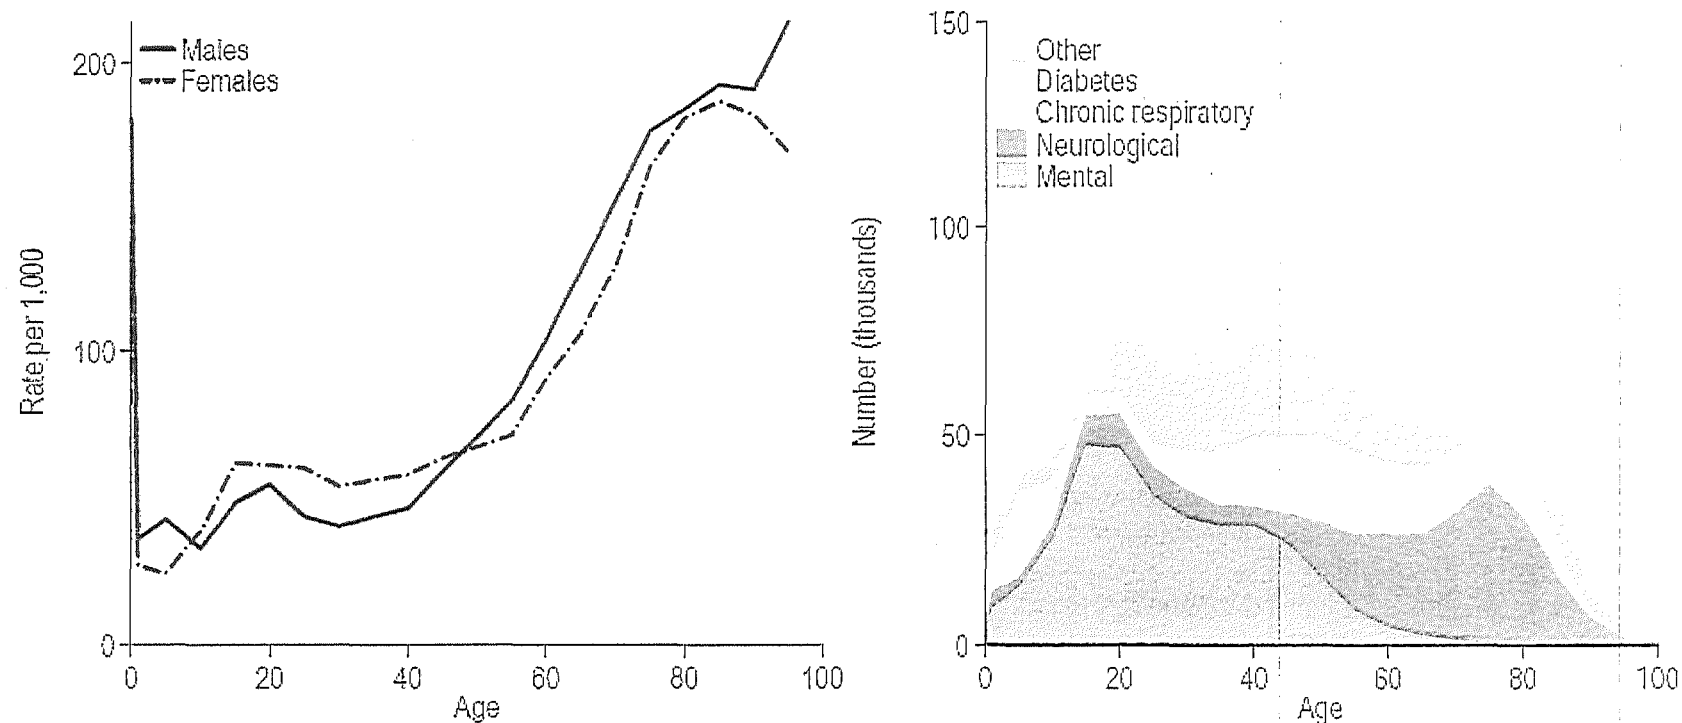 200
Males
Females
100
0
Rate per 1,000
0 20 40 60 80 100
Age
150
Other
Diabetes
Chronic respiratory
Neurological
Mental
100
50
0
Number (thousands)
0 20 40 60 80 100
Age